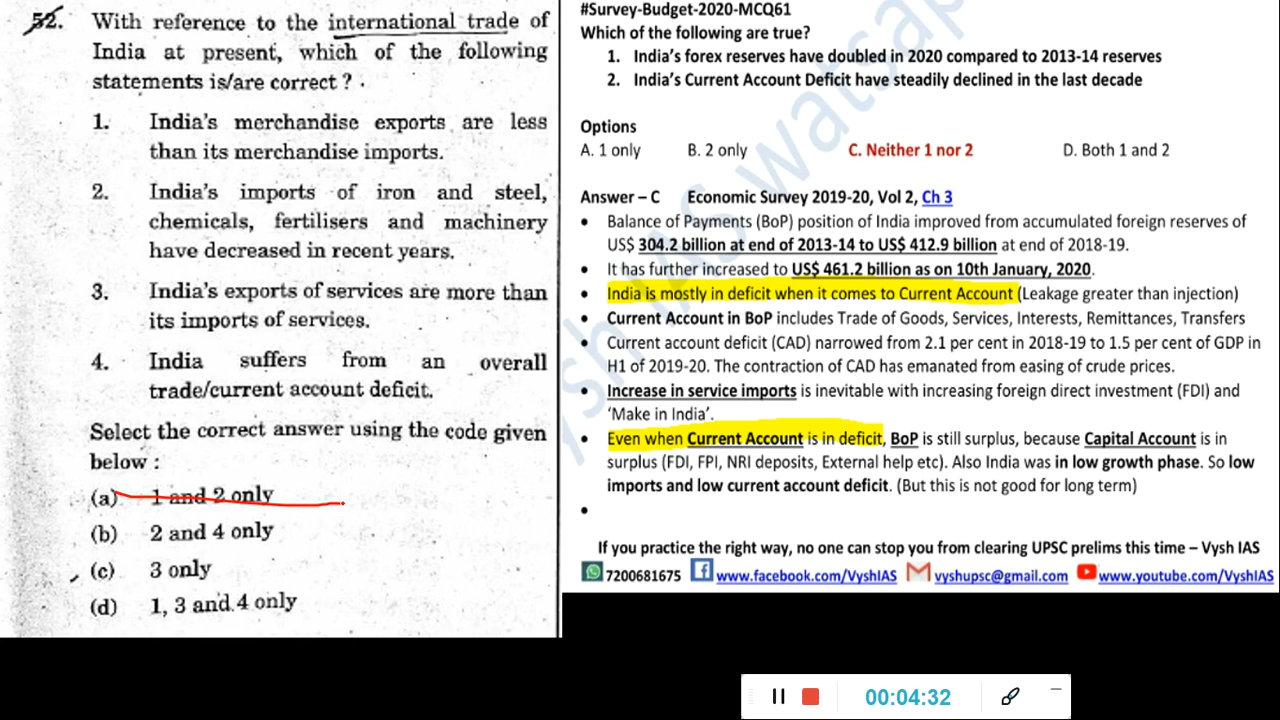 52. With reference to the international trade of
India at present, which of the following
statements is/are correct ?
1. India's merchandise exports are less
than its merchandise imports.
2. India's imports of iron and steel,
chemicals, fertilisers and machinery
have decreased in recent years.
3. India's exports of services are more than
its imports of services.
4. India suffers from an overall
trade/current account deficit.
Select the correct answer using the code given
below :
(a) 1 and 2 only
(b) 2 and 4 only
(c) 3 only
(d) 1, 3 and 4 only
#Survey-Budget-2020-MCQ61
Which of the following are true?
1. India's forex reserves have doubled in 2020 compared to 2013-14 reserves
2. India's Current Account Deficit have steadily declined in the last decade
Options
A. 1 only B. 2 only C. Neither 1 nor 2 D. Both 1 and 2
Answer – C Economic Survey 2019-20, Vol 2, Ch 3
• Balance of Payments (BoP) position of India improved from accumulated foreign reserves of
US$ 304.2 billion at end of 2013-14 to US$ 412.9 billion at end of 2018-19.
• It has further increased to US$ 461.2 billion as on 10th January, 2020.
• India is mostly in deficit when it comes to Current Account (Leakage greater than injection)
• Current Account in BoP includes Trade of Goods, Services, Interests, Remittances, Transfers
• Current account deficit (CAD) narrowed from 2.1 per cent in 2018-19 to 1.5 per cent of GDP in
H1 of 2019-20. The contraction of CAD has emanated from easing of crude prices.
• Increase in service imports is inevitable with increasing foreign direct investment (FDI) and
'Make in India'.
• Even when Current Account is in deficit, BoP is still surplus, because Capital Account is in
surplus (FDI, FPI, NRI deposits, External help etc). Also India was in low growth phase. So low
imports and low current account deficit. (But this is not good for long term)
•
If you practice the right way, no one can stop you from clearing UPSC prelims this time – Vysh IAS
7200681675 www.facebook.com/VyshIAS vyshupsc@gmail.com www.youtube.com/VyshIAS
00:04:32